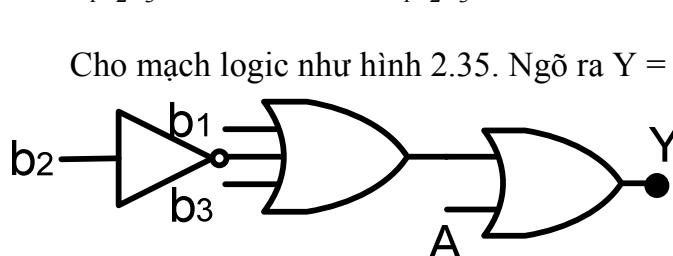 Cho mạch logic như hình 2.35. Ngõ ra Y =
b1
b2
b3
A
Y